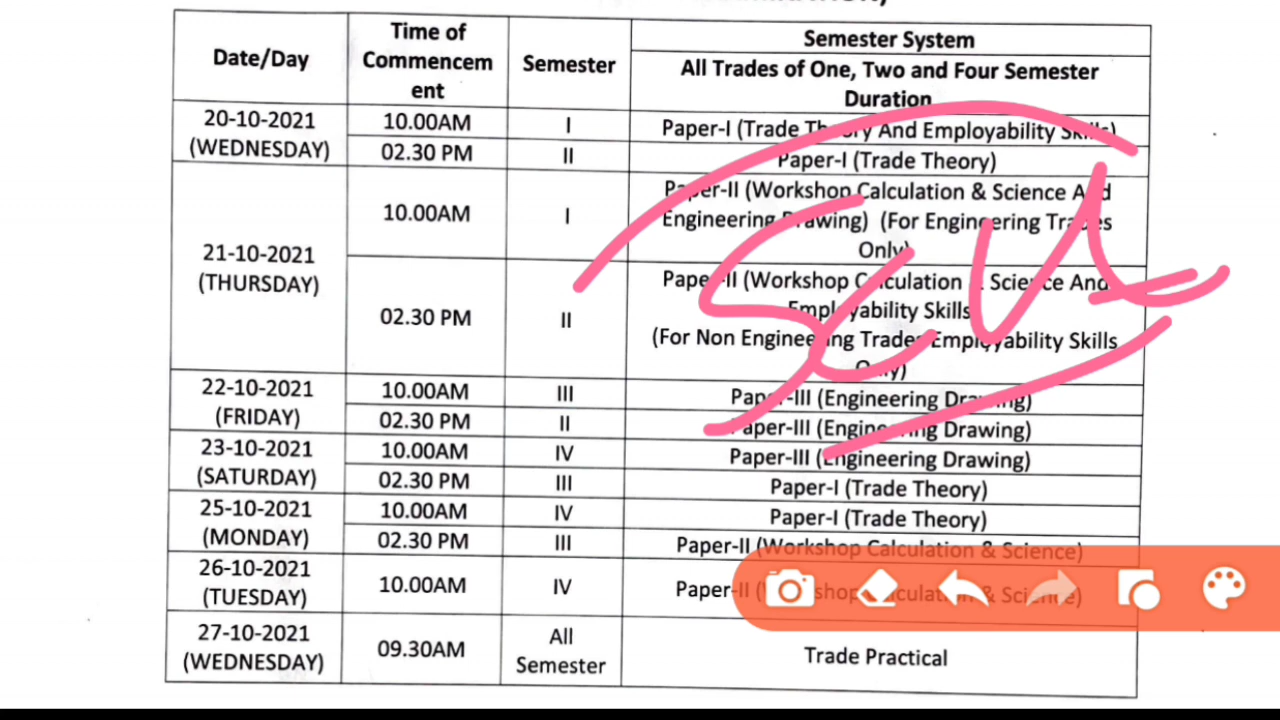 Date/Day
Time of
Commencem
ent
Semester
Semester System
All Trades of One, Two and Four Semester
Duration
20-10-2021
(WEDNESDAY)
10.00AM
I
Paper-I (Trade Theory And Employability Skills)
02.30 PM
II
Paper-I (Trade Theory)
21-10-2021
(THURSDAY)
10.00AM
I
Paper-II (Workshop Calculation & Science And
Engineering Drawing) (For Engineering Trades
Only)
02.30 PM
II
Paper-II (Workshop Calculation & Science And
Employability Skills
(For Non Engineering Trades Employability Skills
Only)
22-10-2021
(FRIDAY)
10.00AM
III
Paper-III (Engineering Drawing)
02.30 PM
II
Paper-III (Engineering Drawing)
23-10-2021
(SATURDAY)
10.00AM
IV
Paper-III (Engineering Drawing)
02.30 PM
III
Paper-I (Trade Theory)
25-10-2021
(MONDAY)
10.00AM
IV
Paper-I (Trade Theory)
02.30 PM
III
Paper-II (Workshop Calculation & Science)
26-10-2021
(TUESDAY)
10.00AM
IV
Paper-II (Workshop Calculation & Science)
27-10-2021
(WEDNESDAY)
09.30AM
All
Semester
Trade Practical